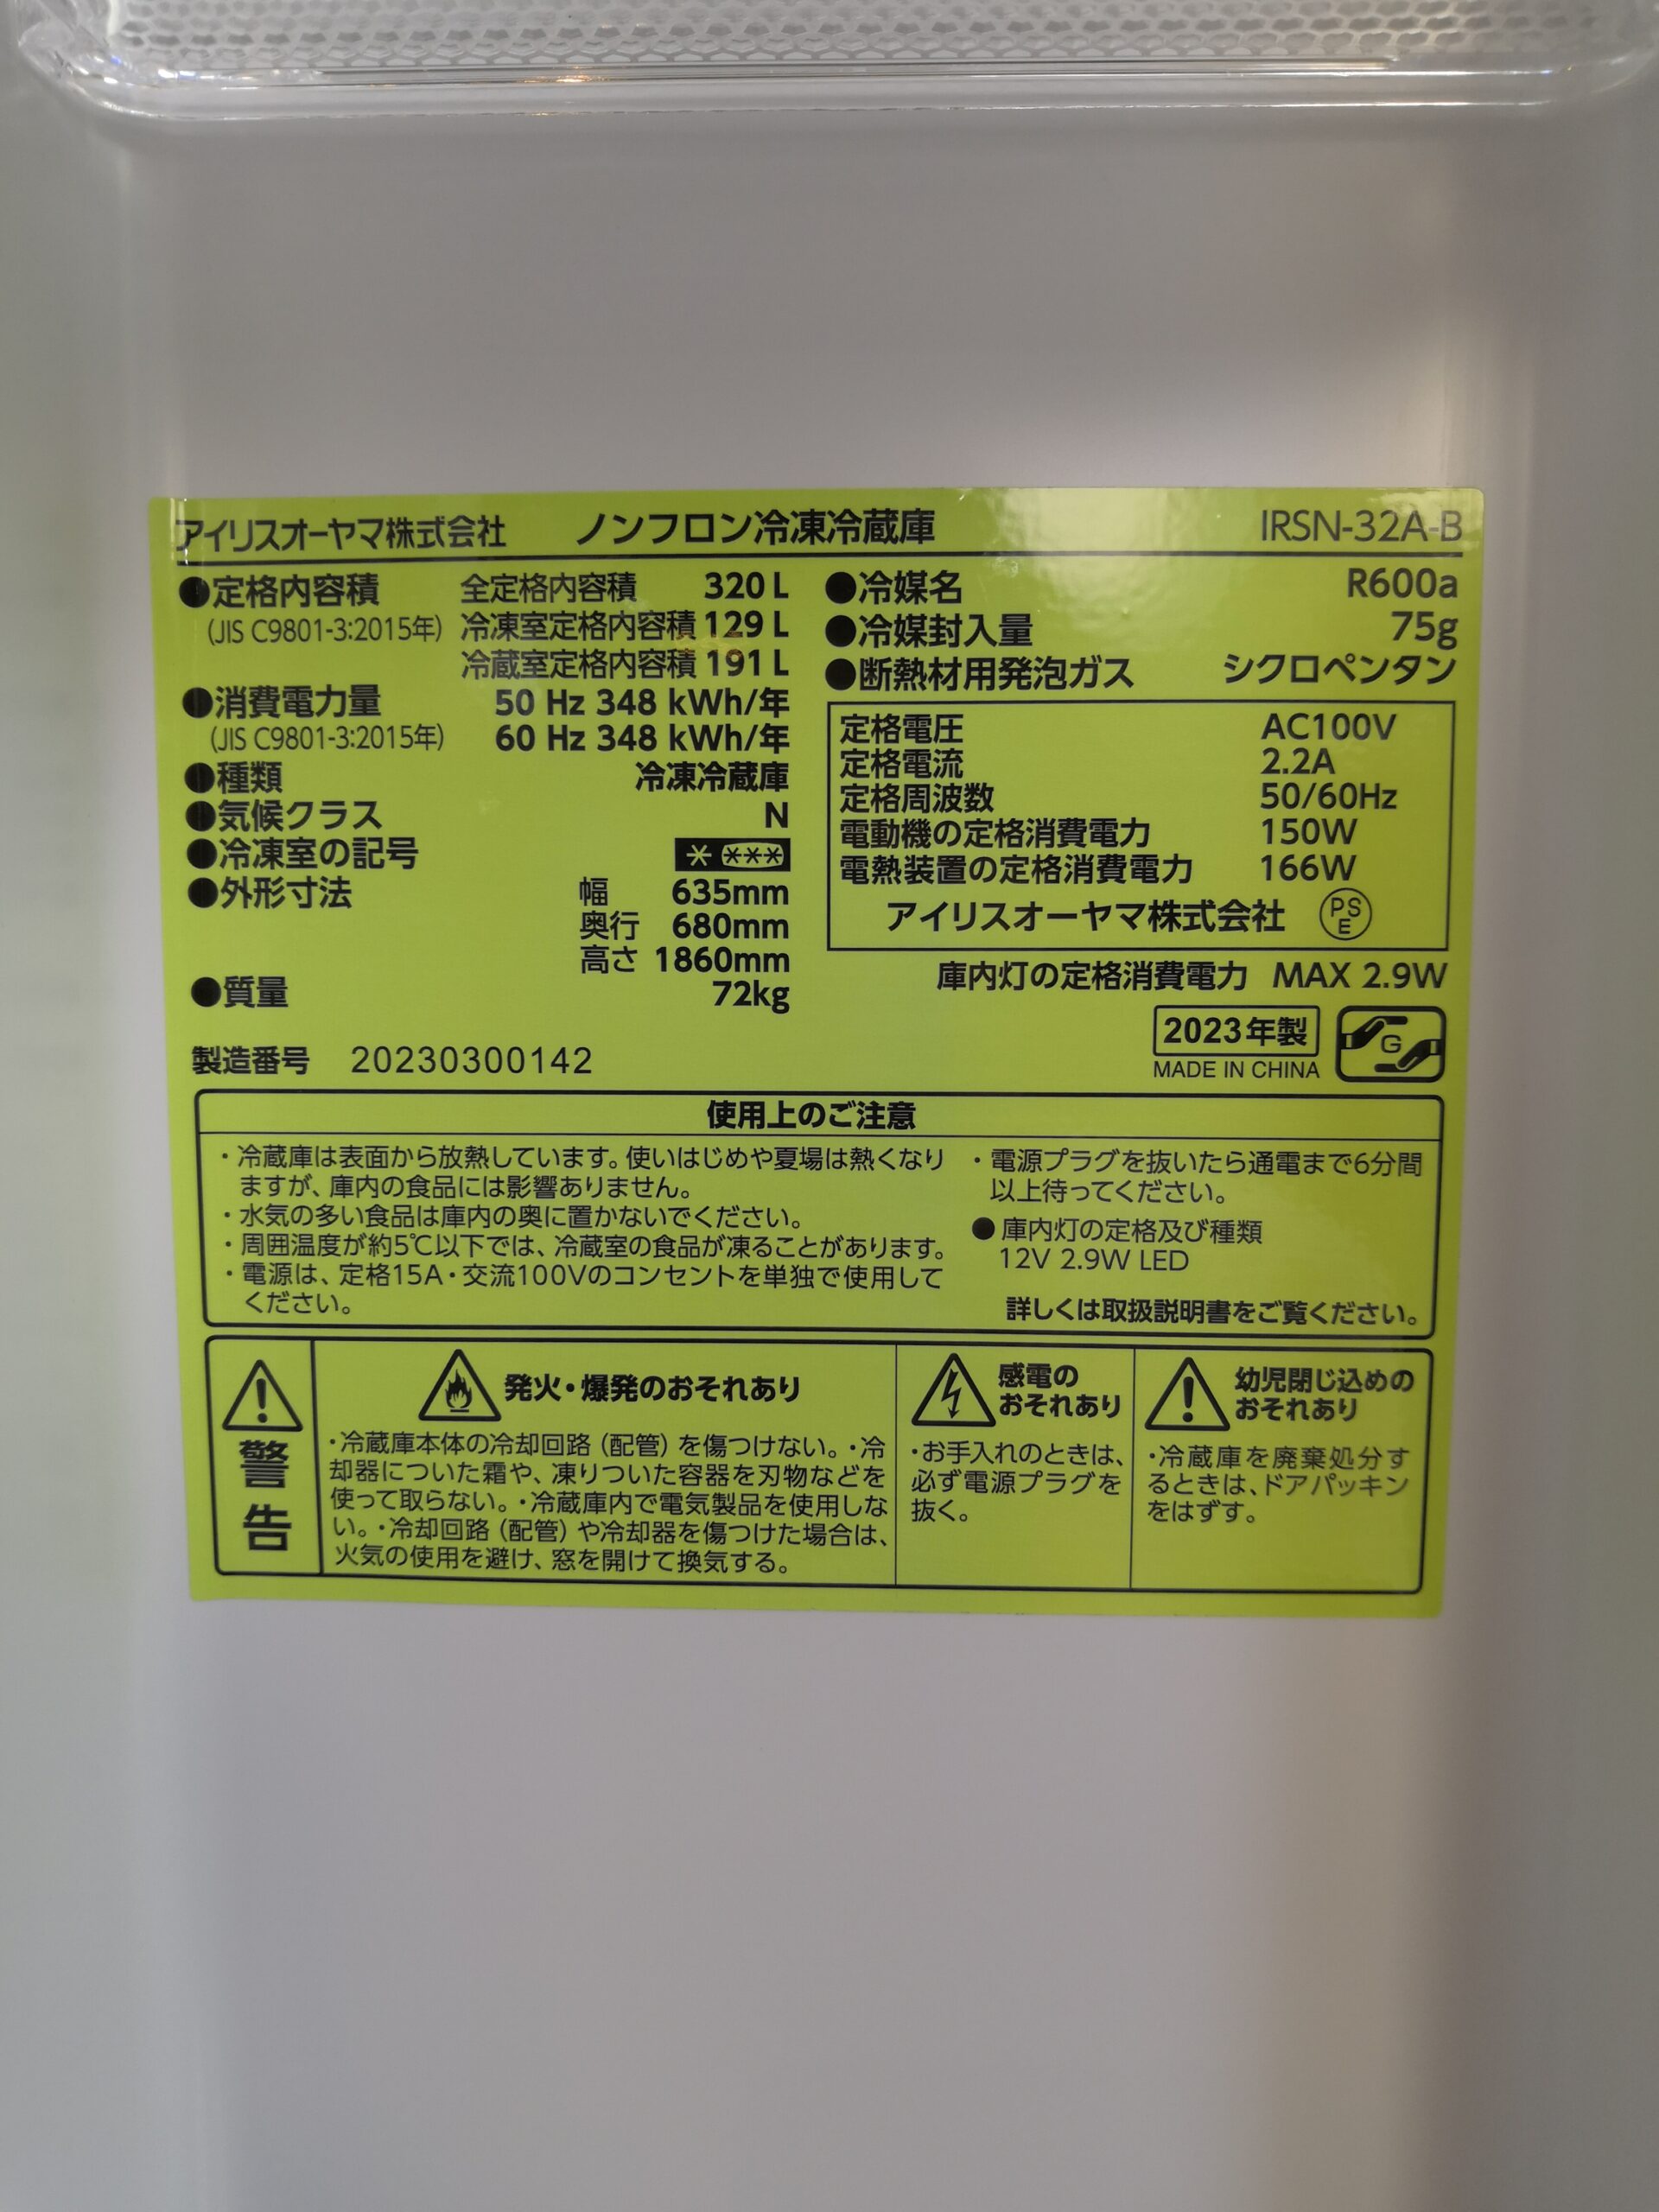 アイリスオーヤマ株式会社 ノンフロン冷凍冷蔵庫 IRSN-32A-B
●定格内容積 全定格内容積 320 L
(JIS C9801-3:2015年) 冷凍室定格内容積 129 L
冷蔵室定格内容積 191 L
●消費電力量 50 Hz 348 kWh/年
(JIS C9801-3:2015年) 60 Hz 348 kWh/年
●種類 冷凍冷蔵庫
●気候クラス N
●冷凍室の記号 * ***
●外形寸法 幅 635mm
奥行 680mm
高さ 1860mm
●質量 72kg
製造番号 20230300142
●冷媒名 R600a
●冷媒封入量 75g
●断熱材用発泡ガス シクロペンタン
定格電圧 AC100V
定格電流 2.2A
定格周波数 50/60Hz
電動機の定格消費電力 150W
電熱装置の定格消費電力 166W
アイリスオーヤマ株式会社 PSE
庫内灯の定格消費電力 MAX 2.9W
2023年製
MADE IN CHINA
G
使用上のご注意
・冷蔵庫は表面から放熱しています。使いはじめや夏場は熱くなり
ますが、庫内の食品には影響ありません。
・水気の多い食品は庫内の奥に置かないでください。
・周囲温度が約5℃以下では、冷蔵室の食品が凍ることがあります。
・電源は、定格15A・交流100Vのコンセントを単独で使用して
ください。
・電源プラグを抜いたら通電まで6分間
以上待ってください。
●庫内灯の定格及び種類
12V 2.9W LED
詳しくは取扱説明書をご覧ください。
警告
発火・爆発のおそれあり
・冷蔵庫本体の冷却回路（配管）を傷つけない。・冷
却器についた霜や、凍りついた容器を刃物などを
使って取らない。・冷蔵庫内で電気製品を使用しな
い。・冷却回路（配管）や冷却器を傷つけた場合は、
火気の使用を避け、窓を開けて換気する。
感電の
おそれあり
・お手入れのときは、
必ず電源プラグを
抜く。
幼児閉じ込めの
おそれあり
・冷蔵庫を廃棄処分す
るときは、ドアパッキン
をはずす。